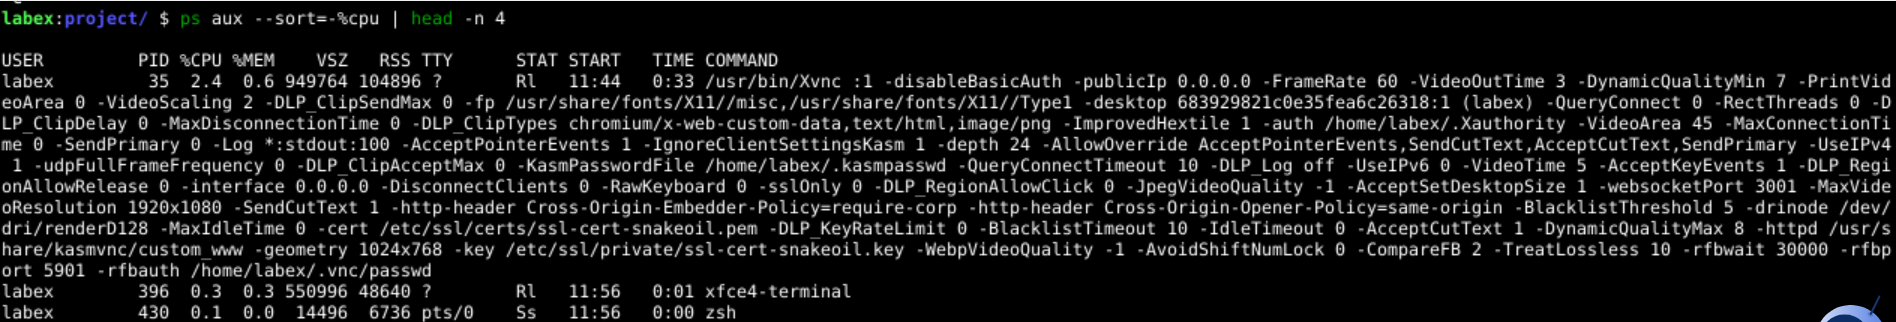 labex:project/ $ ps aux --sort=-%cpu | head -n 4
USER         PID %CPU %MEM    VSZ   RSS TTY      STAT START   TIME COMMAND
labex         35  2.4  0.6 949764 104896 ?       Rl   11:44   0:33 /usr/bin/Xvnc :1 -disableBasicAuth -publicIp 0.0.0.0 -FrameRate 60 -VideoOutTime 3 -DynamicQualityMin 7 -PrintVid
eoArea 0 -VideoScaling 2 -DLP_ClipSendMax 0 -fp /usr/share/fonts/X11//misc,/usr/share/fonts/X11//Type1 -desktop 683929821c0e35fea6c26318:1 (labex) -QueryConnect 0 -RectThreads 0 -D
LP_ClipDelay 0 -MaxDisconnectionTime 0 -DLP_ClipTypes chromium/x-web-custom-data,text/html,image/png -ImprovedHextile 1 -auth /home/labex/.Xauthority -VideoArea 45 -MaxConnectionTi
me 0 -SendPrimary 0 -Log *:stdout:100 -AcceptPointerEvents 1 -IgnoreClientSettingsKasm 1 -depth 24 -AllowOverride AcceptPointerEvents,SendCutText,AcceptCutText,SendPrimary -UseIPv4
 1 -udpFullFrameFrequency 0 -DLP_ClipAcceptMax 0 -KasmPasswordFile /home/labex/.kasmpasswd -QueryConnectTimeout 10 -DLP_Log off -UseIPv6 0 -VideoTime 5 -AcceptKeyEvents 1 -DLP_Regi
onAllowRelease 0 -interface 0.0.0.0 -DisconnectClients 0 -RawKeyboard 0 -sslOnly 0 -DLP_RegionAllowClick 0 -JpegVideoQuality -1 -AcceptSetDesktopSize 1 -websocketPort 3001 -MaxVide
oResolution 1920x1080 -SendCutText 1 -http-header Cross-Origin-Embedder-Policy=require-corp -http-header Cross-Origin-Opener-Policy=same-origin -BlacklistThreshold 5 -drinode /dev/
dri/renderD128 -MaxIdleTime 0 -cert /etc/ssl/certs/ssl-cert-snakeoil.pem -DLP_KeyRateLimit 0 -BlacklistTimeout 10 -IdleTimeout 0 -AcceptCutText 1 -DynamicQualityMax 8 -httpd /usr/s
hare/kasmvnc/custom_www -geometry 1024x768 -key /etc/ssl/private/ssl-cert-snakeoil.key -WebpVideoQuality -1 -AvoidShiftNumLock 0 -CompareFB 2 -TreatLossless 10 -rfbwait 30000 -rfbp
ort 5901 -rfbauth /home/labex/.vnc/passwd
labex        396  0.3  0.3 550996 48640 ?        Rl   11:56   0:01 xfce4-terminal
labex        430  0.1  0.0  14496  6736 pts/0    Ss   11:56   0:00 zsh